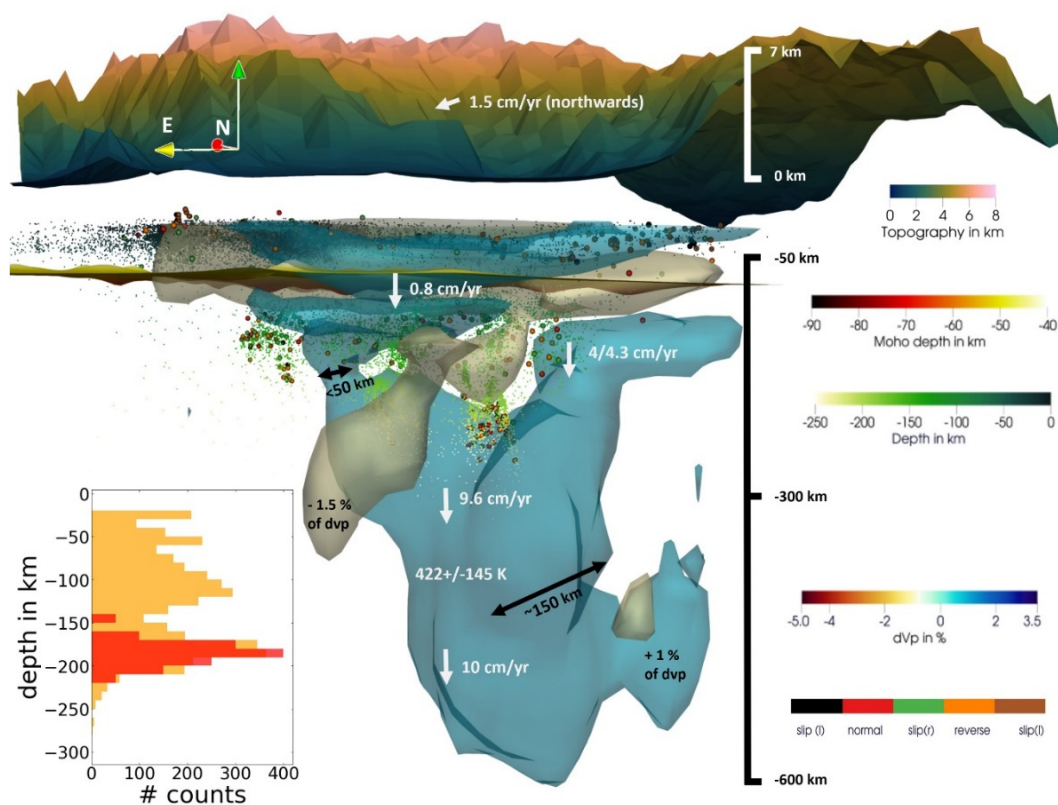 7 km
1.5 cm/yr (northwards)
E
N
0 km
0 2 4 6 8
Topography in km
-50 km
0.8 cm/yr
-90 -80 -70 -60 -50 -40
Moho depth in km
4/4.3 cm/yr
<50 km
-250 -200 -150 -100 -50 0
Depth in km
- 1.5 %
of dvp
9.6 cm/yr
-300 km
422+/-145 K
~150 km
-5.0 -4 -2 0 2 3.5
dVp in %
+ 1 %
of dvp
10 cm/yr
slip (l) normal slip(r) reverse slip(l)
-600 km
0
−50
−100
−150
−200
−250
−300
depth in km
0 100 200 300 400
# counts